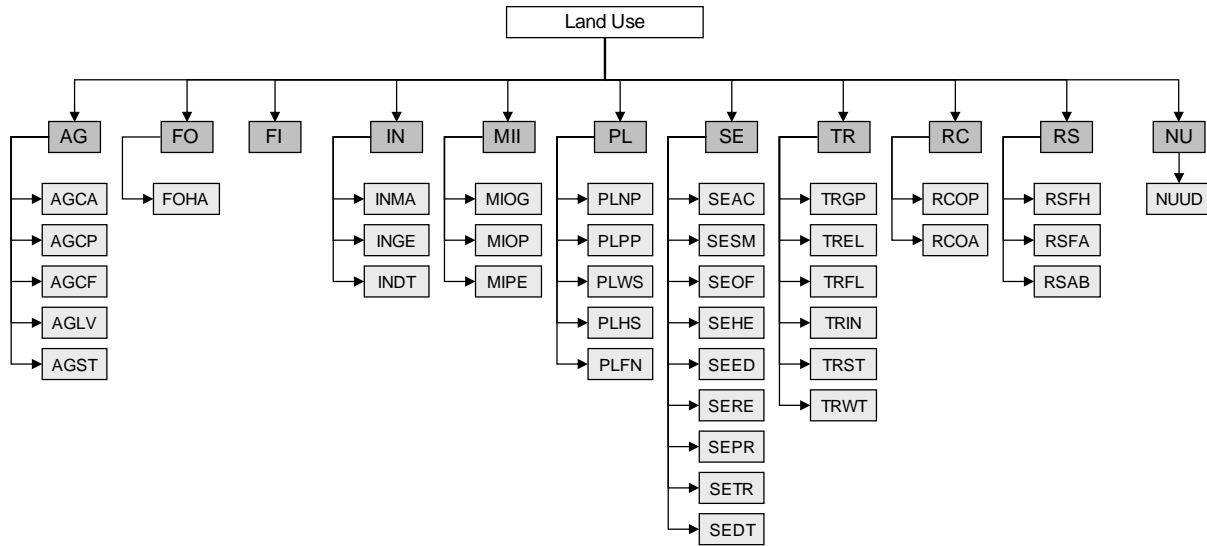 Land Use
AG FO FI IN MII PL SE TR RC RS NU
AGCA FOHA INMA MIOG PLNP SEAC TRGP RCOP RSFH NUUD
AGCP INGE MIOP PLPP SESM TREL RCOA RSFA
AGCF INDT MIPE PLWS SEOF TRFL RSAB
AGLV PLHS SEHE TRIN
AGST PLFN SEED TRST
SERE TRWT
SEPR
SETR
SEDT